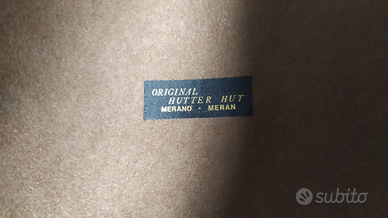 ORIGINAL
HUTTER HUT
MERANO - MERAN
subito